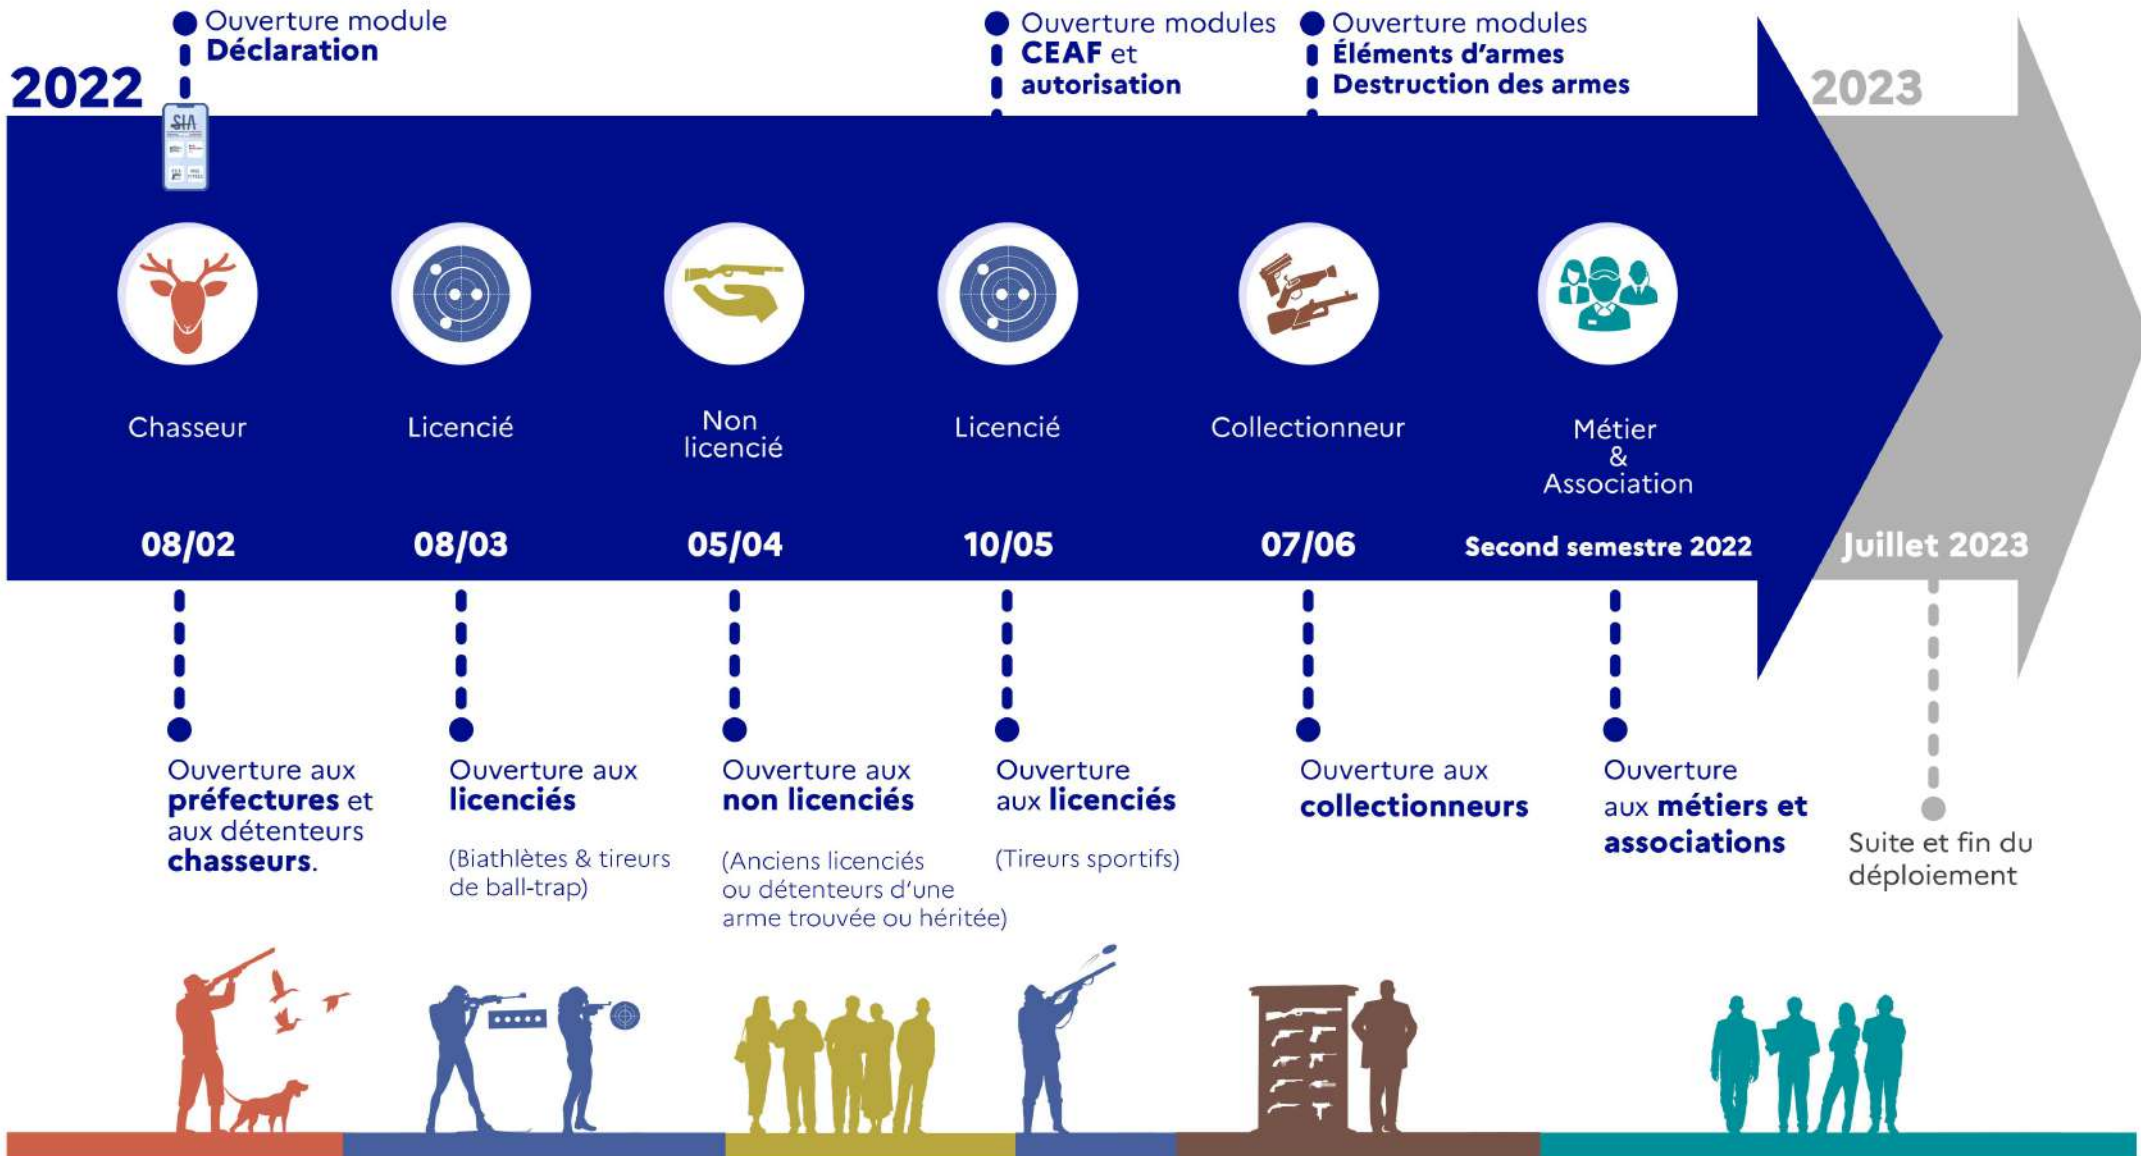 Ouverture module
Déclaration
Ouverture modules
CEAF et
autorisation
Ouverture modules
Éléments d'armes
Destruction des armes
2022
2023
SIA
Chasseur
Licencié
Non
licencié
Licencié
Collectionneur
Métier
&
Association
08/02
08/03
05/04
10/05
07/06
Second semestre 2022
Juillet 2023
Ouverture aux
préfectures et
aux détenteurs
chasseurs.
Ouverture aux
licenciés
(Biathlètes & tireurs
de ball-trap)
Ouverture aux
non licenciés
(Anciens licenciés
ou détenteurs d'une
arme trouvée ou héritée)
Ouverture
aux licenciés
(Tireurs sportifs)
Ouverture aux
collectionneurs
Ouverture
aux métiers et
associations
Suite et fin du
déploiement